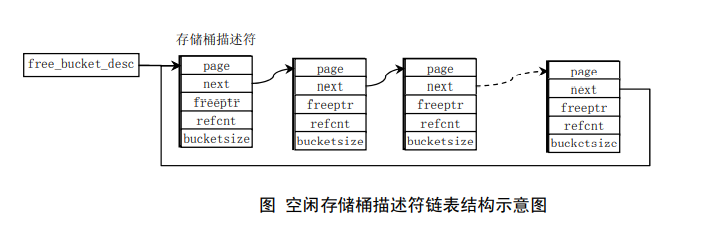 存储桶描述符
free_bucket_desc
page
next
freeptr
refcnt
bucketsize
page
next
freeptr
refcnt
bucketsize
page
next
freeptr
refcnt
bucketsize
page
next
freeptr
refcnt
bucketsize
图 空闲存储桶描述符链表结构示意图